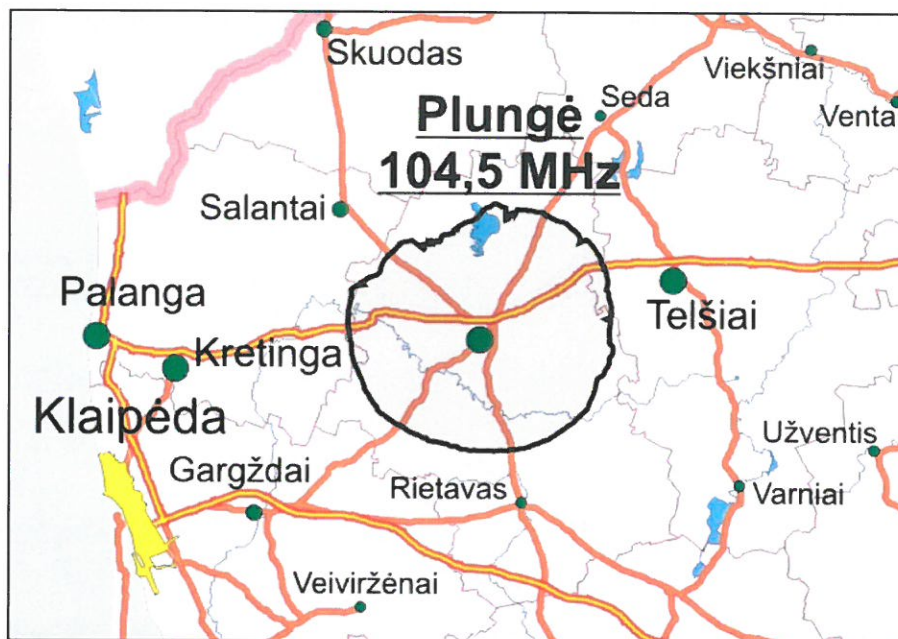 Skuodas
Viekšniai
Seda
Venta
Plungė
104,5 MHz
Salantai
Palanga
Telšiai
Kretinga
Klaipėda
Užventis
Gargždai
Rietavas
Varniai
Veiviržėnai